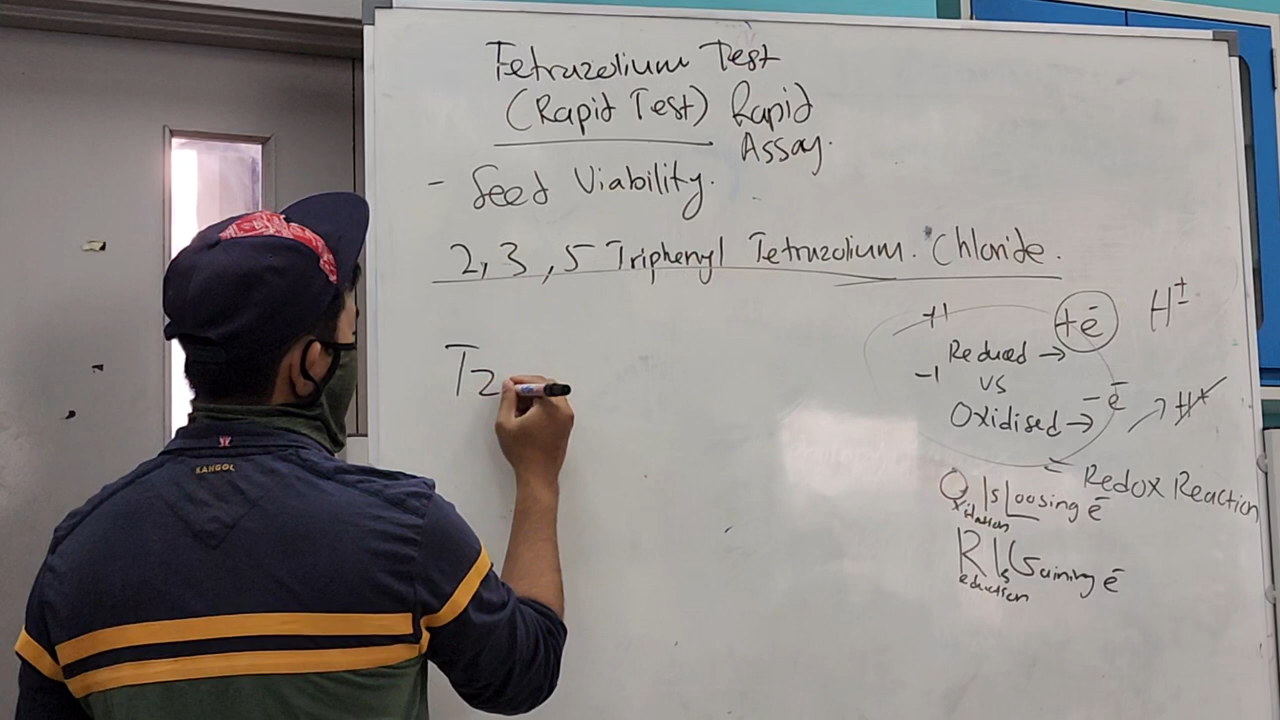 Tetrazolium Test
(Rapid Test) Rapid
Assay.
- Seed Viability.
2,3,5 Triphenyl Tetrazolium. Chloride.
Tz
+1
+e⁻
H±
Reduced →
-1
vs
Oxidised → -e⁻
H+
← Redox Reaction
Oxidation Is Loosing e⁻
Reduction Is Gaining e⁻
KANGOL